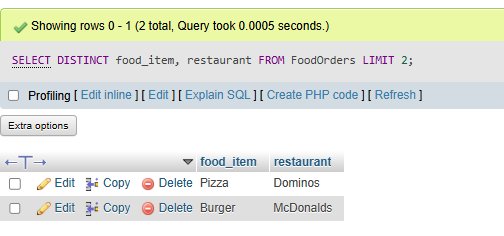 Showing rows 0 - 1 (2 total, Query took 0.0005 seconds.)
SELECT DISTINCT food_item, restaurant FROM FoodOrders LIMIT 2;
Profiling [ Edit inline ] [ Edit ] [ Explain SQL ] [ Create PHP code ] [ Refresh ]
Extra options
←T→ food_item restaurant
Edit Copy Delete Pizza Dominos
Edit Copy Delete Burger McDonalds